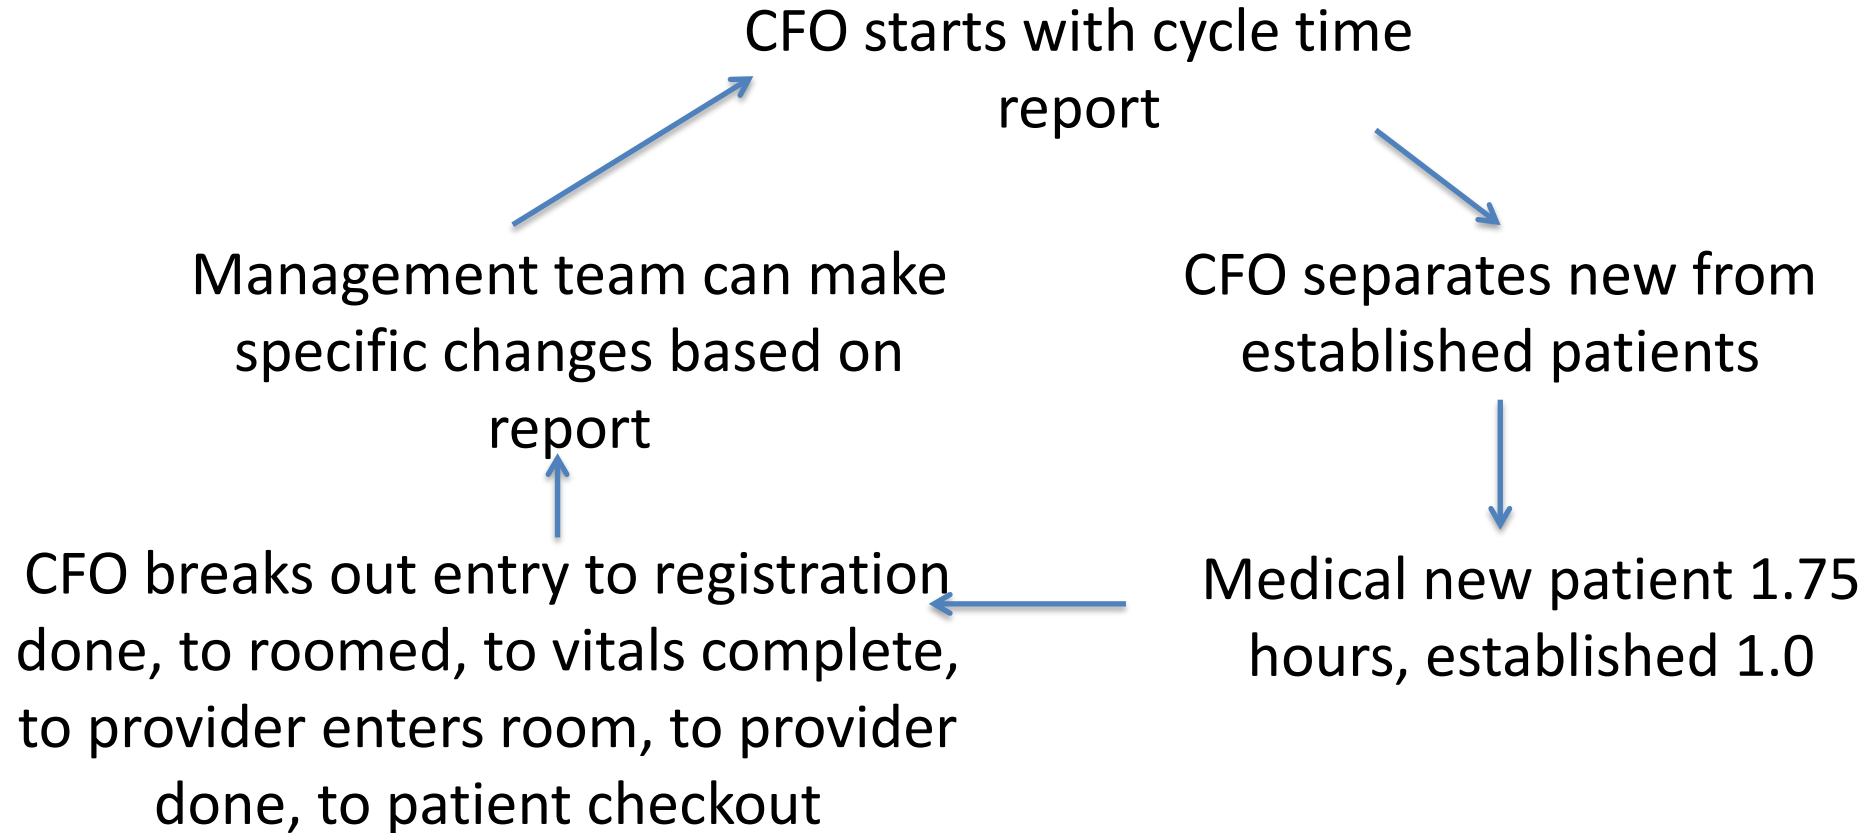 CFO starts with cycle time
report
CFO separates new from
established patients
Medical new patient 1.75
hours, established 1.0
CFO breaks out entry to registration
done, to roomed, to vitals complete,
to provider enters room, to provider
done, to patient checkout
Management team can make
specific changes based on
report